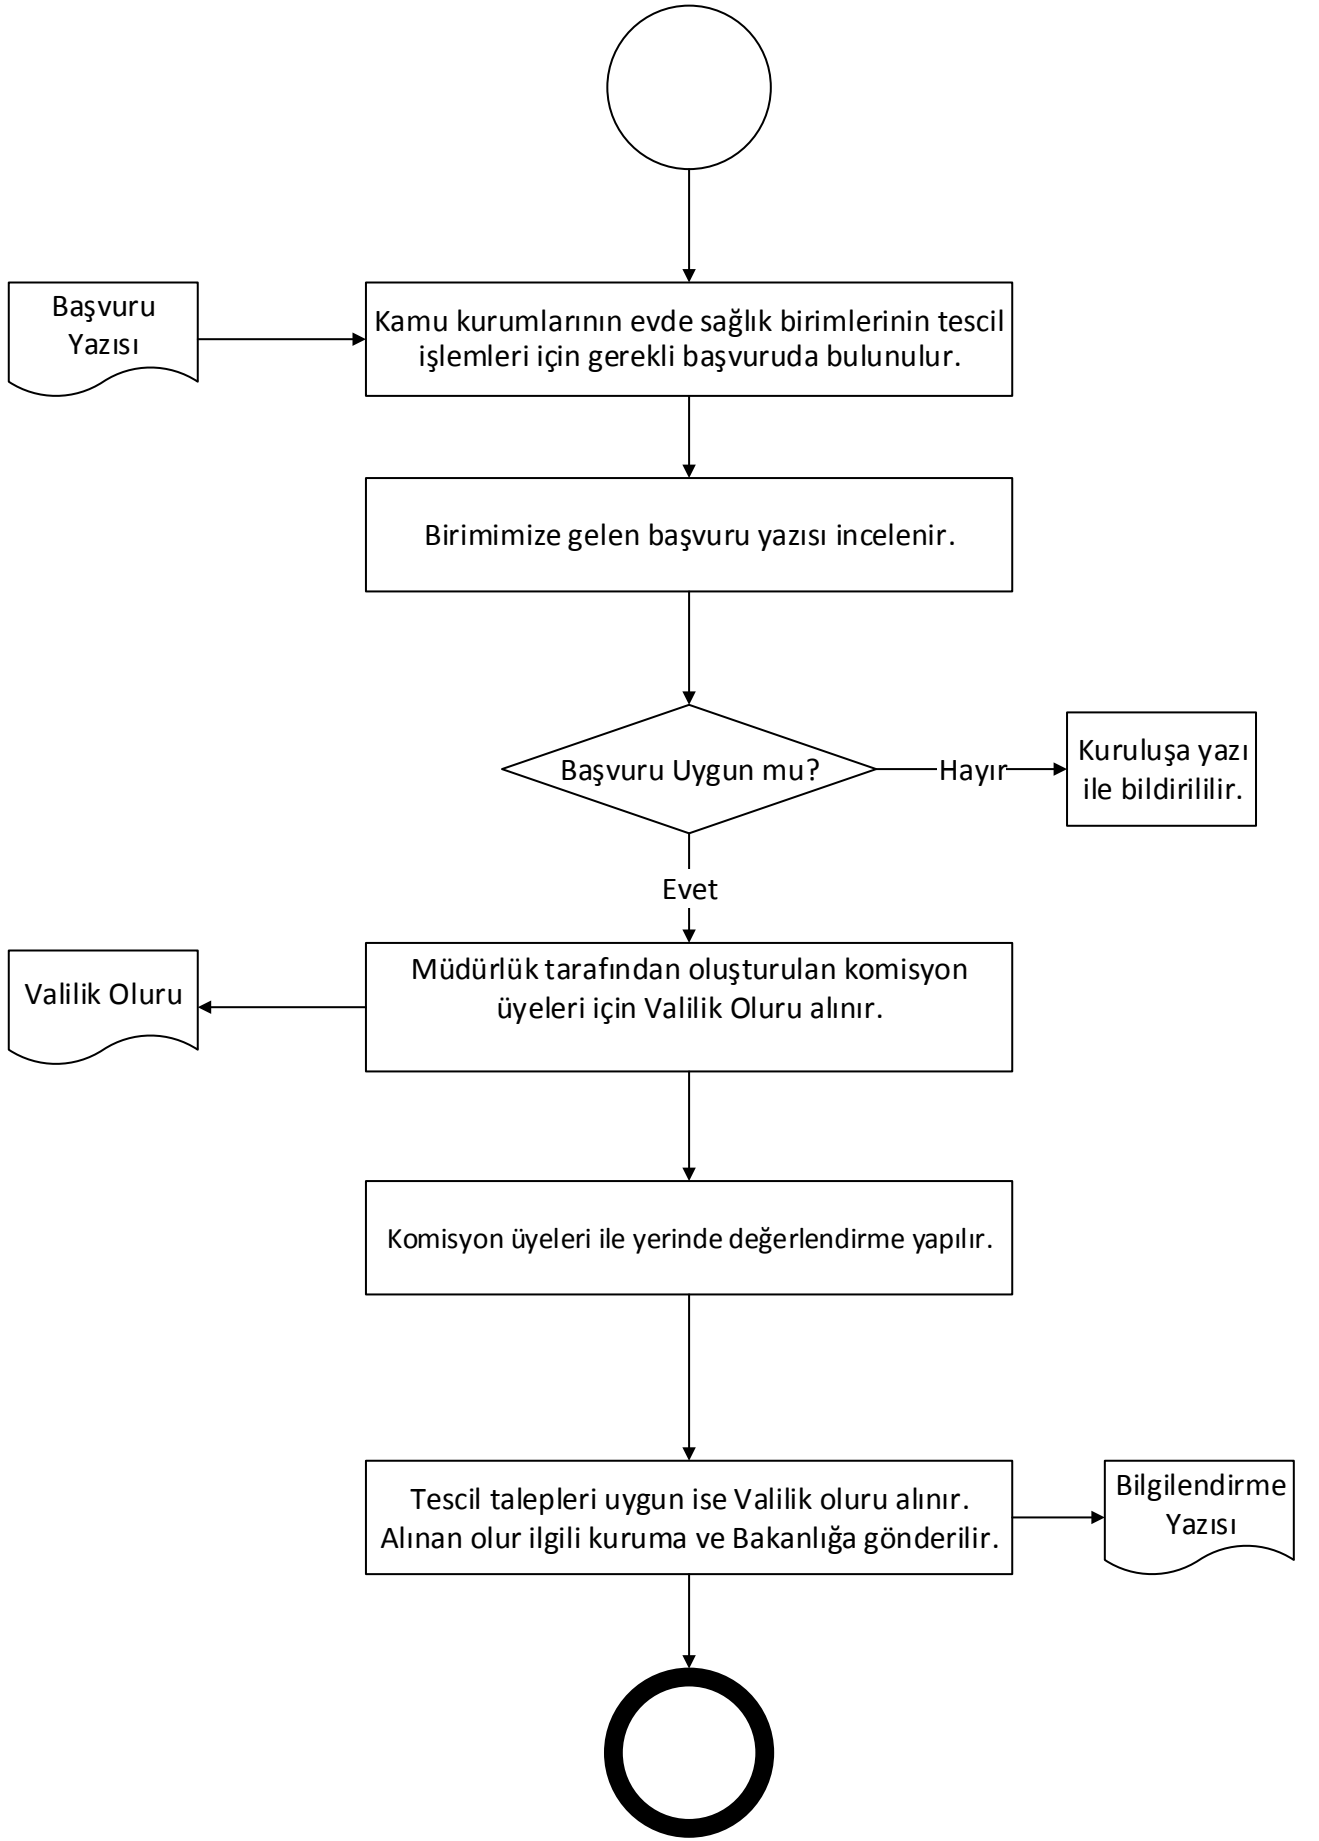 Başvuru
Yazısı
Kamu kurumlarının evde sağlık birimlerinin tescil
işlemleri için gerekli başvuruda bulunulur.
Birimimize gelen başvuru yazısı incelenir.
Başvuru Uygun mu?
Hayır
Kuruluşa yazı
ile bildirililir.
Evet
Valilik Oluru
Müdürlük tarafından oluşturulan komisyon
üyeleri için Valilik Oluru alınır.
Komisyon üyeleri ile yerinde değerlendirme yapılır.
Tescil talepleri uygun ise Valilik oluru alınır.
Alınan olur ilgili kuruma ve Bakanlığa gönderilir.
Bilgilendirme
Yazısı